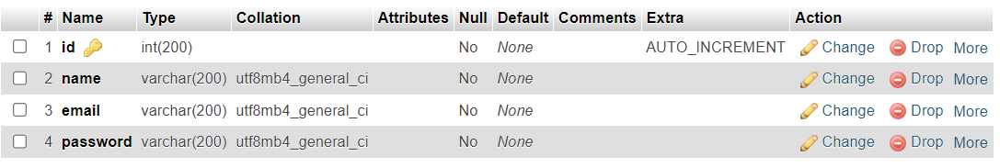 # Name Type Collation Attributes Null Default Comments Extra Action
1 id int(200) No None AUTO_INCREMENT Change Drop More
2 name varchar(200) utf8mb4_general_ci No None Change Drop More
3 email varchar(200) utf8mb4_general_ci No None Change Drop More
4 password varchar(200) utf8mb4_general_ci No None Change Drop More